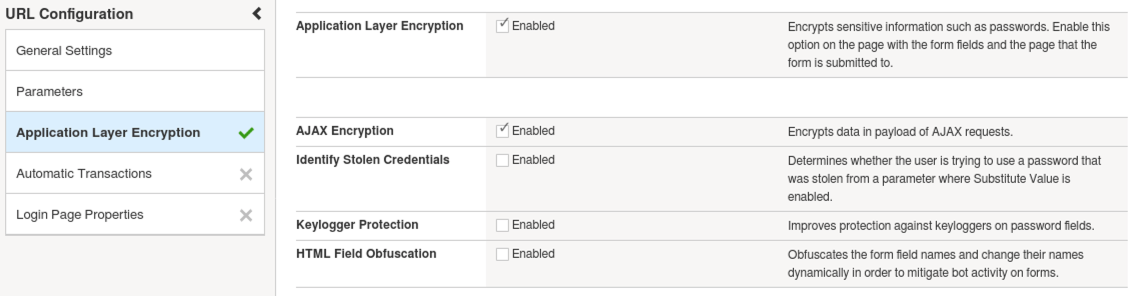 URL Configuration
General Settings
Parameters
Application Layer Encryption
Automatic Transactions
Login Page Properties
Application Layer Encryption
Enabled
Encrypts sensitive information such as passwords. Enable this
option on the page with the form fields and the page that the
form is submitted to.
AJAX Encryption
Enabled
Encrypts data in payload of AJAX requests.
Identify Stolen Credentials
Enabled
Determines whether the user is trying to use a password that
was stolen from a parameter where Substitute Value is
enabled.
Keylogger Protection
Enabled
Improves protection against keyloggers on password fields.
HTML Field Obfuscation
Enabled
Obfuscates the form field names and change their names
dynamically in order to mitigate bot activity on forms.